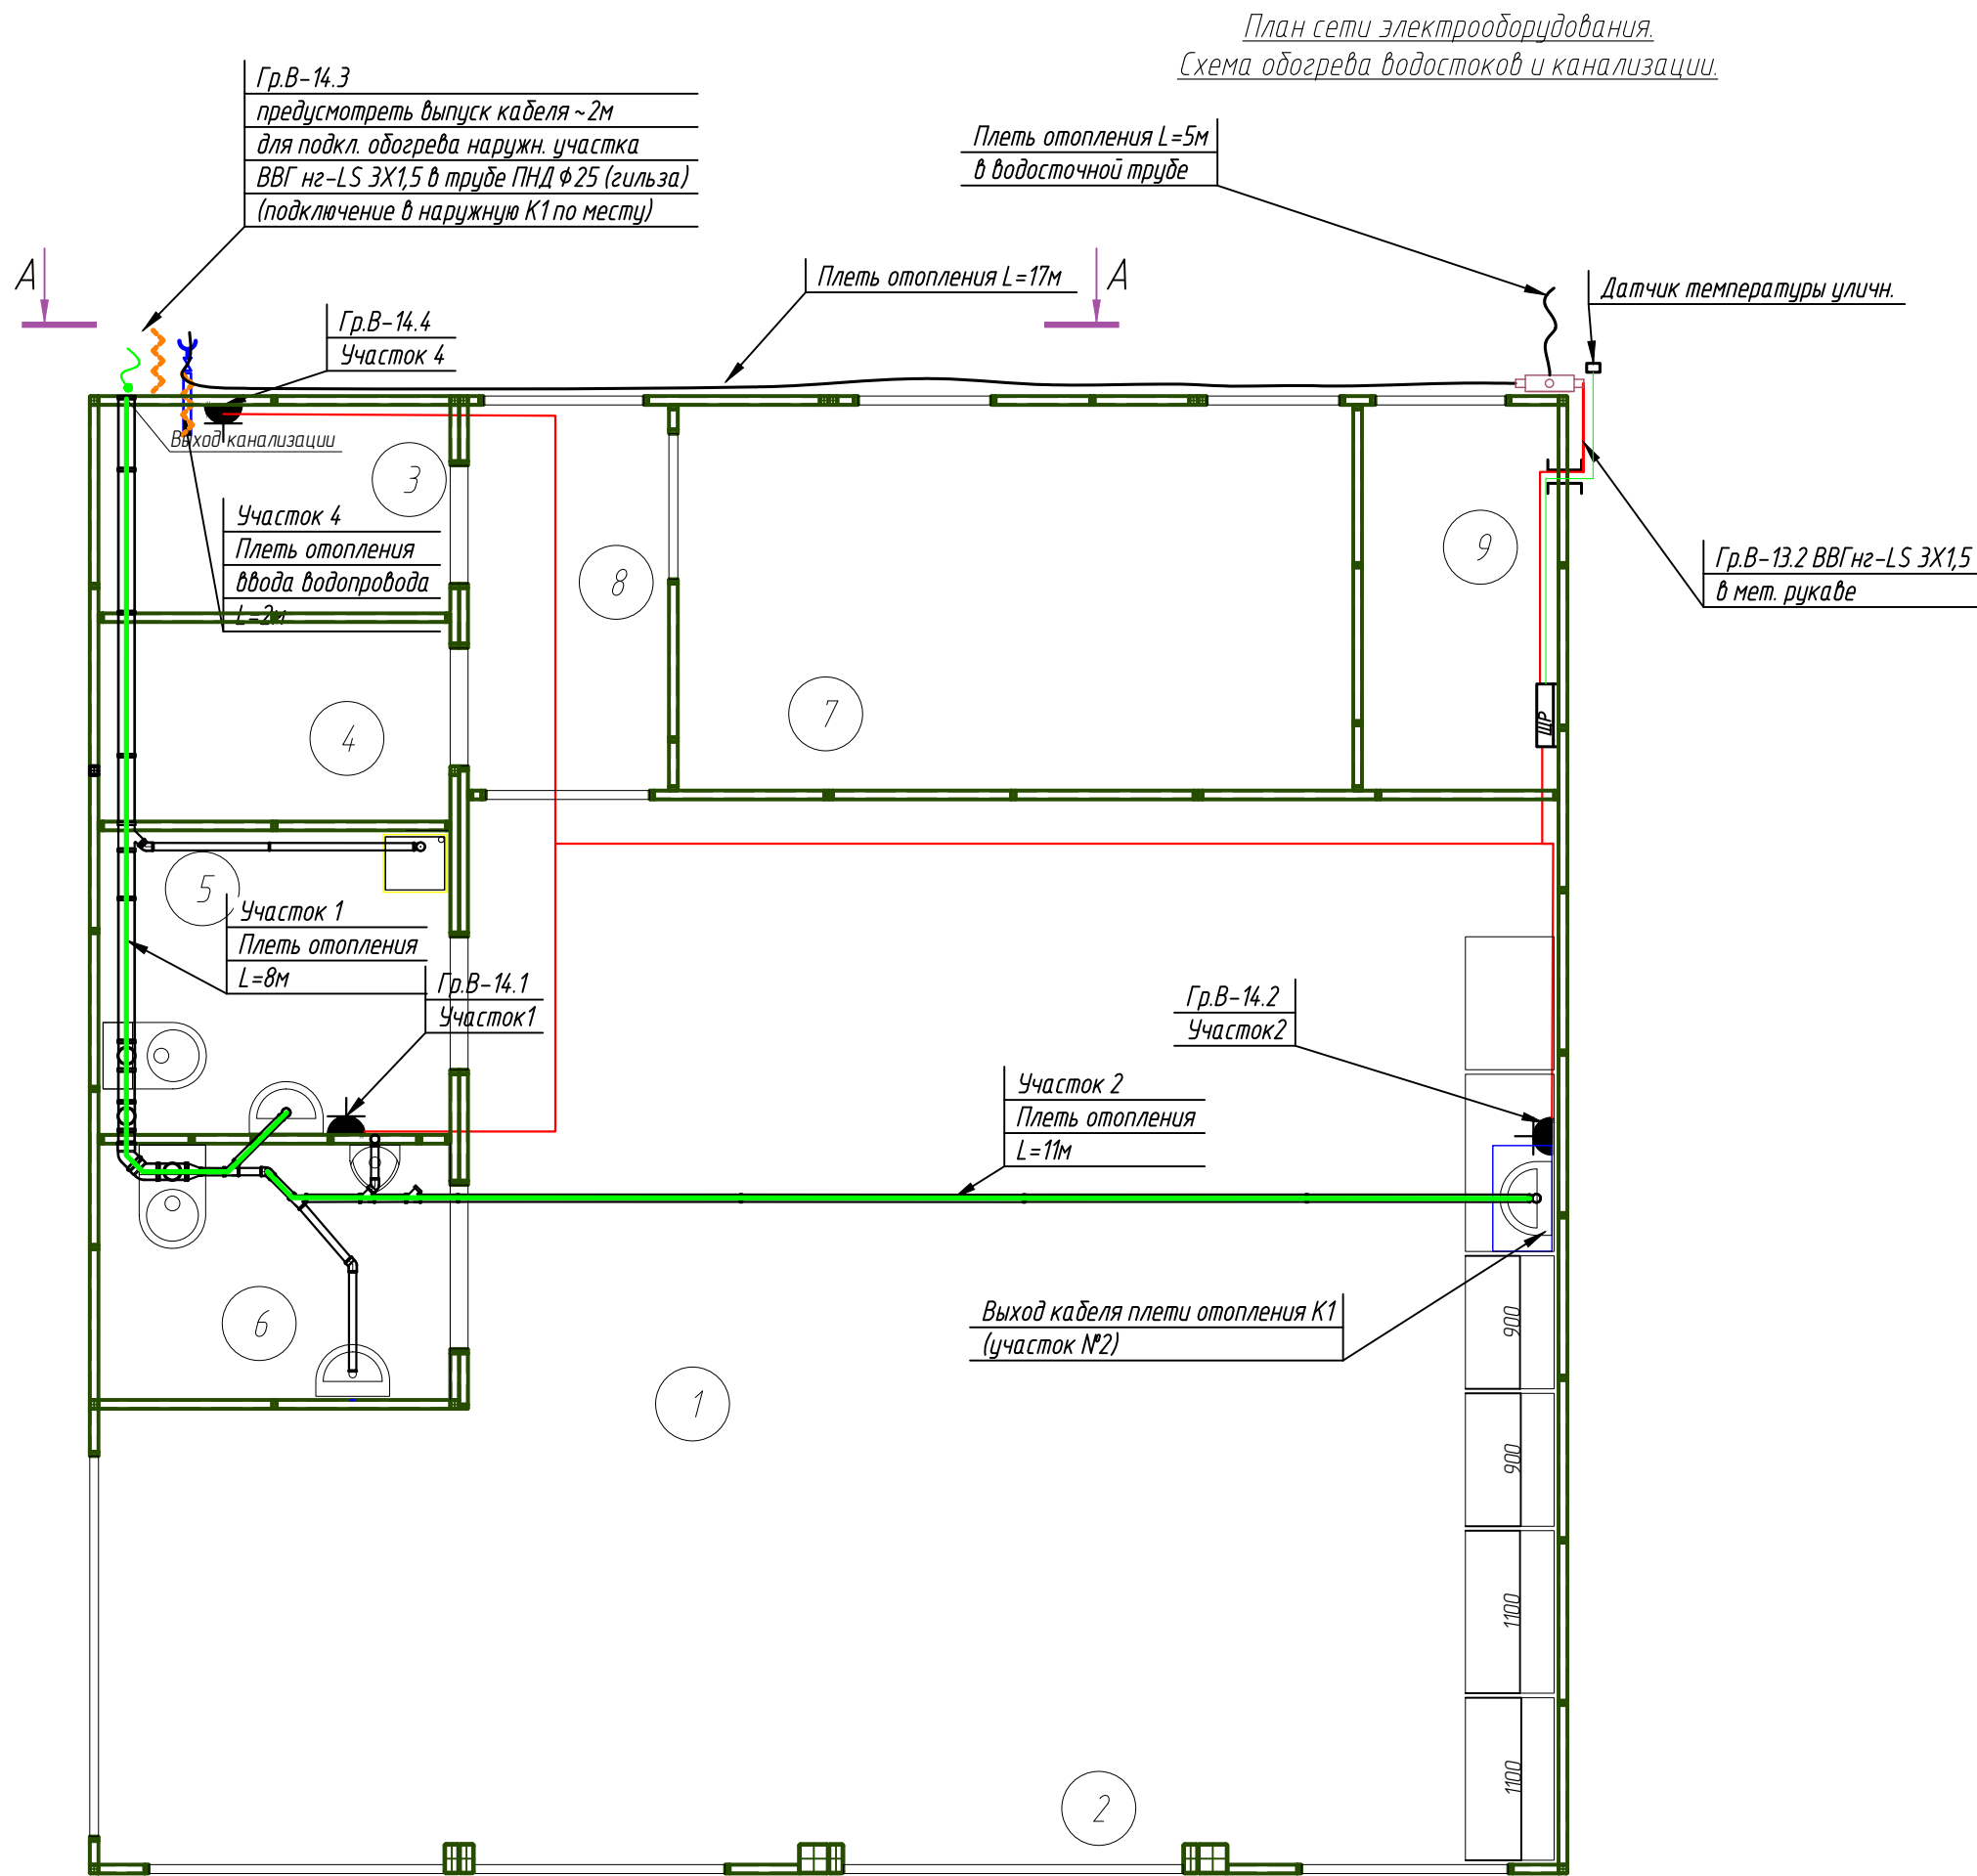 План сети электрооборудования.
Схема обогрева водостоков и канализации.
Гр.В-14.3
предусмотреть выпуск кабеля ~2м
для подкл. обогрева наружн. участка
ВВГ нг-LS 3Х1,5 в трубе ПНД ϕ25 (гильза)
(подключение в наружную К1 по месту)
Плеть отопления L=5м
в водосточной трубе
А
Плеть отопления L=17м
А
Датчик температуры уличн.
Гр.В-14.4
Участок 4
Выход канализации
3
Участок 4
Плеть отопления
ввода водопровода
L=2м
8
9
Гр.В-13.2 ВВГнг-LS 3Х1,5
в мет. рукаве
4
7
ЩР
5
Участок 1
Плеть отопления
L=8м
Гр.В-14.1
Участок1
Гр.В-14.2
Участок2
Участок 2
Плеть отопления
L=11м
6
Выход кабеля плети отопления К1
(участок №2)
900
1
900
1100
1100
2